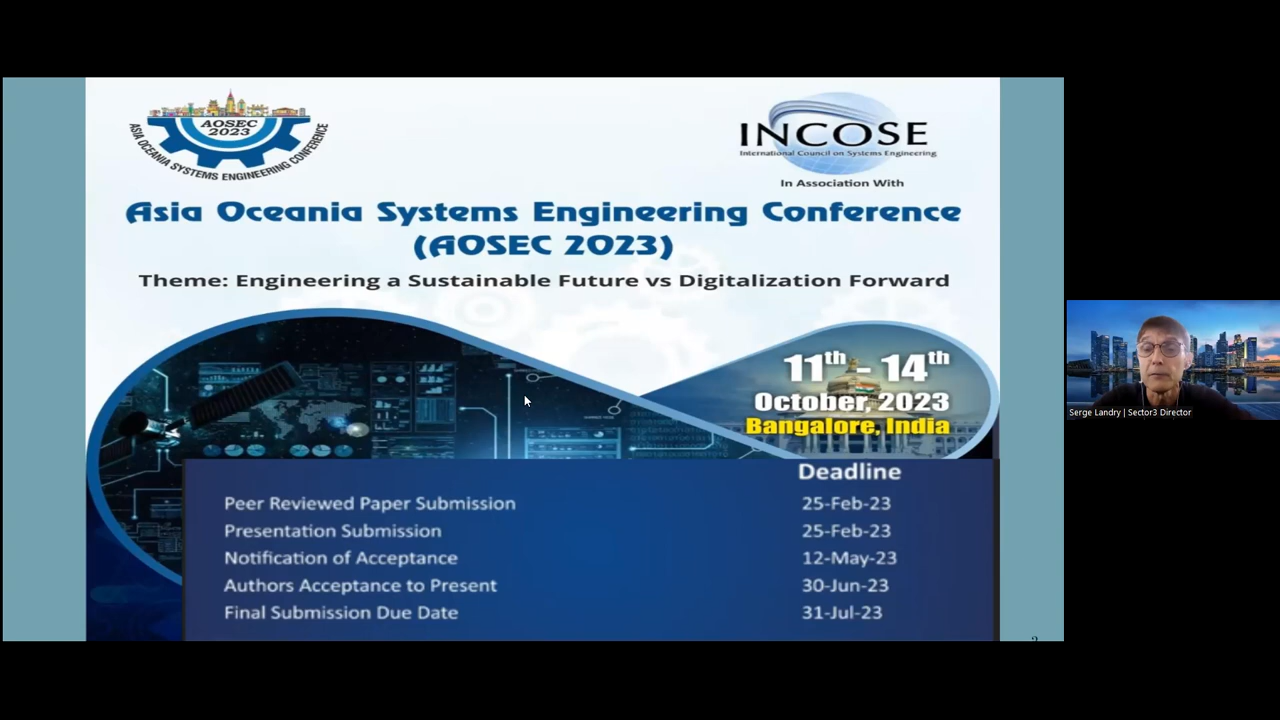 AOSEC
2023
ASIA OCEANIA SYSTEMS ENGINEERING CONFERENCE
INCOSE
International Council on Systems Engineering
In Association With
Asia Oceania Systems Engineering Conference
(AOSEC 2023)
Theme: Engineering a Sustainable Future vs Digitalization Forward
11th - 14th
October, 2023
Bangalore, India
Deadline
Peer Reviewed Paper Submission 25-Feb-23
Presentation Submission 25-Feb-23
Notification of Acceptance 12-May-23
Authors Acceptance to Present 30-Jun-23
Final Submission Due Date 31-Jul-23
Serge Landry | Sector3 Director